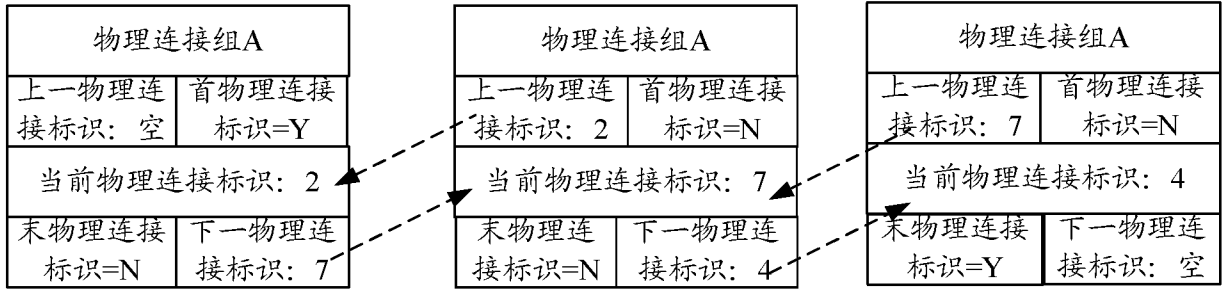 物理连接组A
上一物理连
接标识：空
首物理连接
标识=Y
当前物理连接标识：2
末物理连接
标识=N
下一物理连
接标识：7
物理连接组A
上一物理连
接标识：2
首物理连接
标识=N
当前物理连接标识：7
末物理连
接标识=N
下一物理连
接标识：4
物理连接组A
上一物理连
接标识：7
首物理连接
标识=N
当前物理连接标识：4
末物理连接
标识=Y
下一物理连
接标识：空